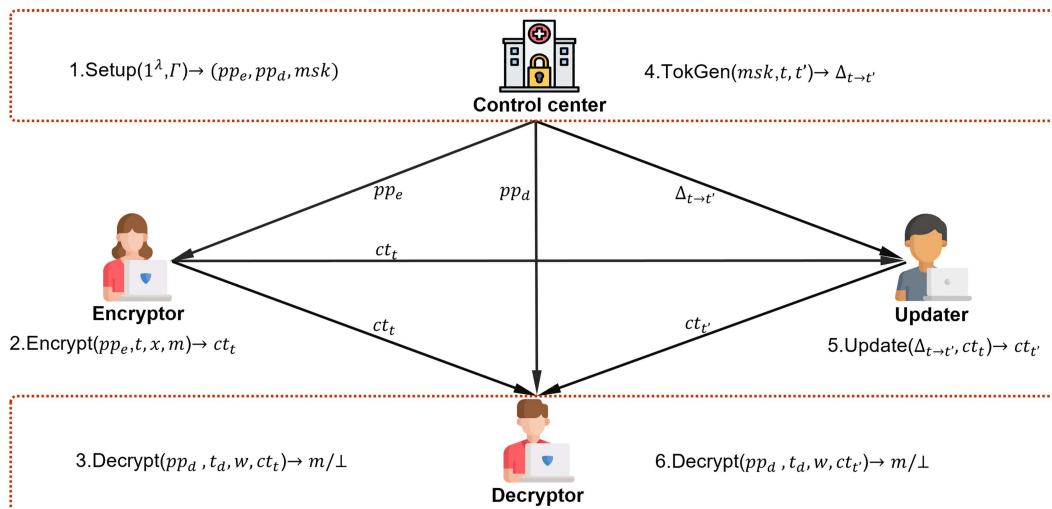 1.Setup(1^λ,Γ)→ (pp_e,pp_d,msk)
4.TokGen(msk,t,t′)→ Δ_{t→t′}
Control center
pp_e
pp_d
Δ_{t→t′}
ct_t
Encryptor
Updater
ct_t
ct_{t′}
2.Encrypt(pp_e,t,x,m)→ ct_t
5.Update(Δ_{t→t′},ct_t)→ ct_{t′}
3.Decrypt(pp_d ,t_d,w,ct_t)→ m/⊥
6.Decrypt(pp_d ,t_d,w,ct_{t′})→ m/⊥
Decryptor